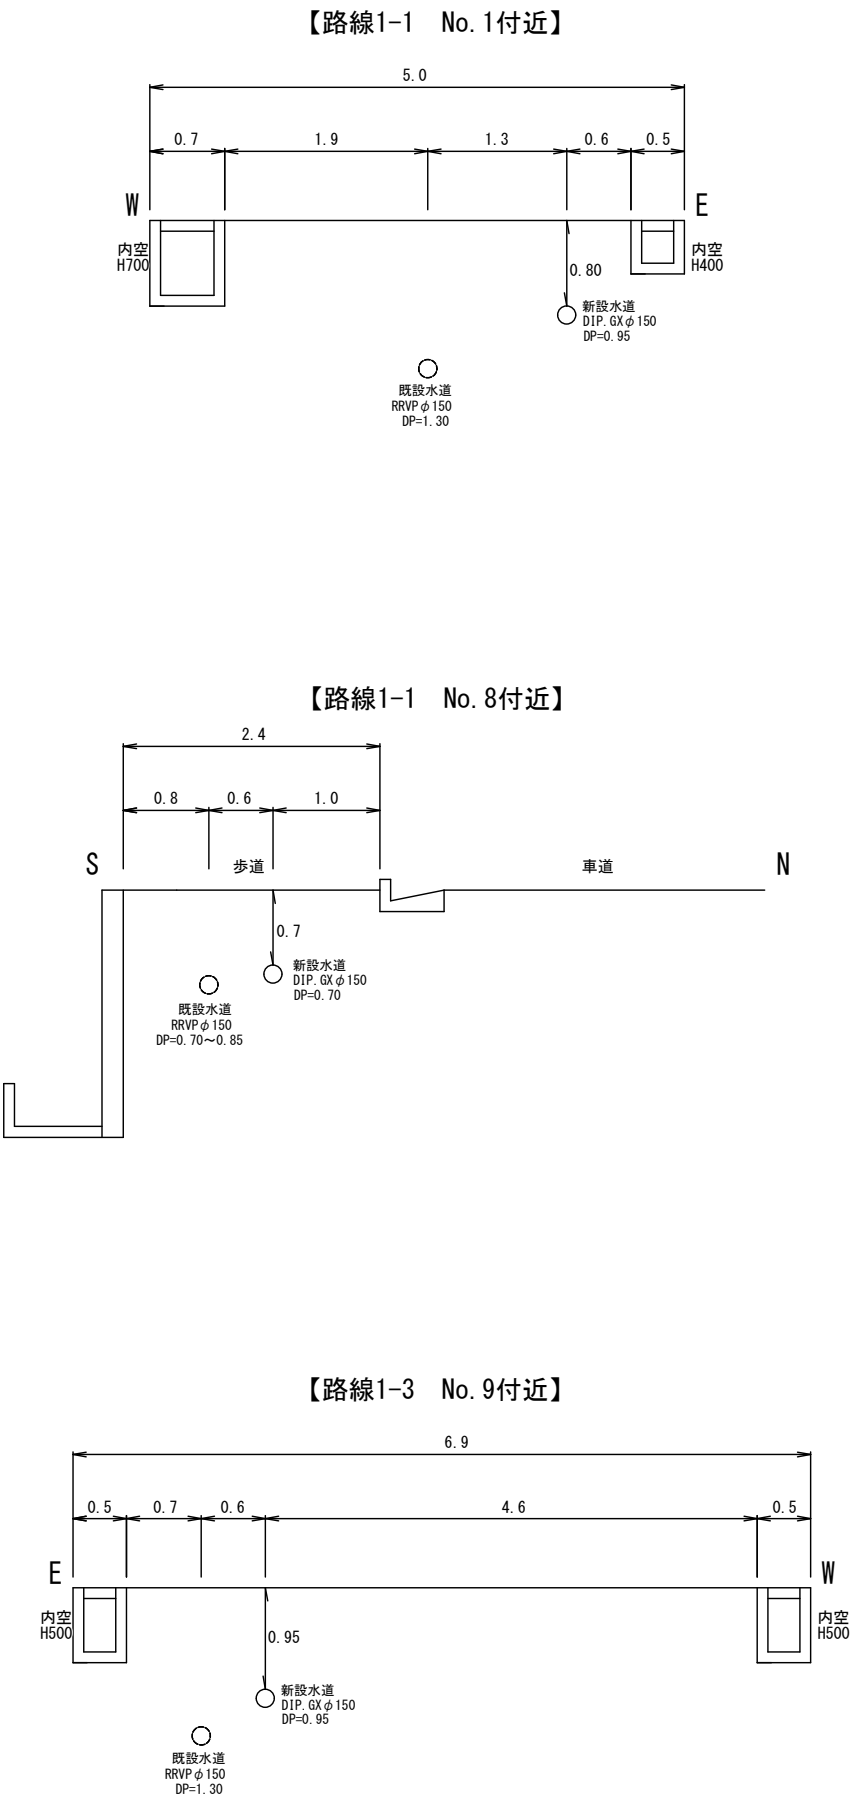 【路線1-1　No.1付近】
5.0
0.7
1.9
1.3
0.6
0.5
W
E
内空
H700
内空
H400
0.80
新設水道
DIP.GXφ150
DP=0.95
既設水道
RRVPφ150
DP=1.30
【路線1-1　No.8付近】
2.4
0.8
0.6
1.0
S
歩道
車道
N
0.7
新設水道
DIP.GXφ150
DP=0.70
既設水道
RRVPφ150
DP=0.70～0.85
【路線1-3　No.9付近】
6.9
0.5
0.7
0.6
4.6
0.5
E
W
内空
H500
内空
H500
0.95
新設水道
DIP.GXφ150
DP=0.95
既設水道
RRVPφ150
DP=1.30